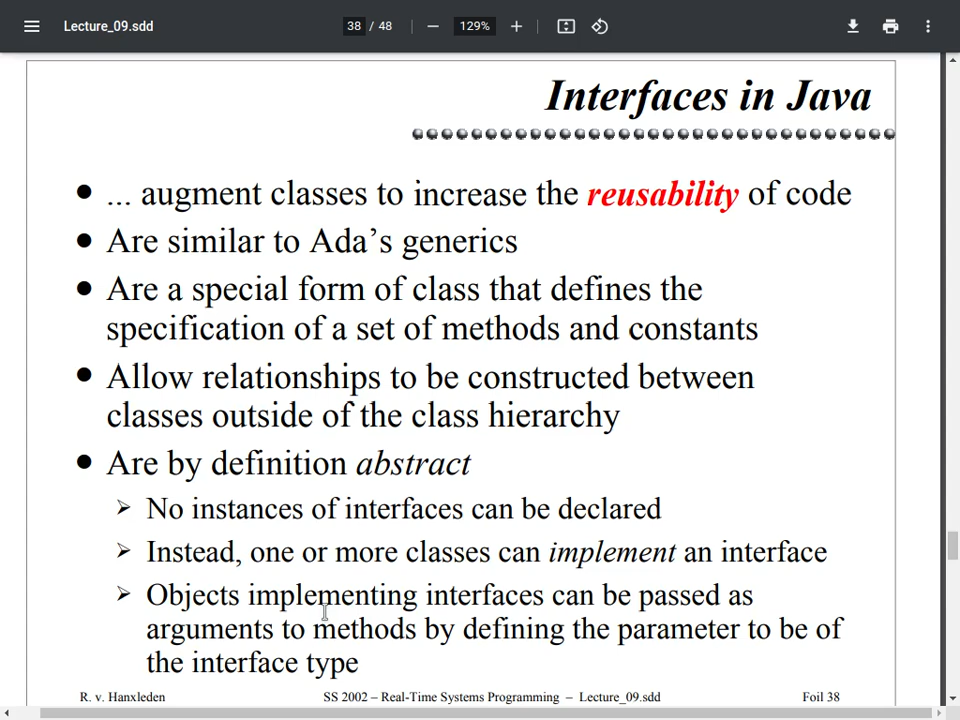 Lecture_09.sdd
38 / 48
129%
Interfaces in Java
● ... augment classes to increase the reusability of code
● Are similar to Ada's generics
● Are a special form of class that defines the
specification of a set of methods and constants
● Allow relationships to be constructed between
classes outside of the class hierarchy
● Are by definition abstract
➢ No instances of interfaces can be declared
➢ Instead, one or more classes can implement an interface
➢ Objects implementing interfaces can be passed as
arguments to methods by defining the parameter to be of
the interface type
R. v. Hanxleden SS 2002 – Real-Time Systems Programming – Lecture_09.sdd Foil 38